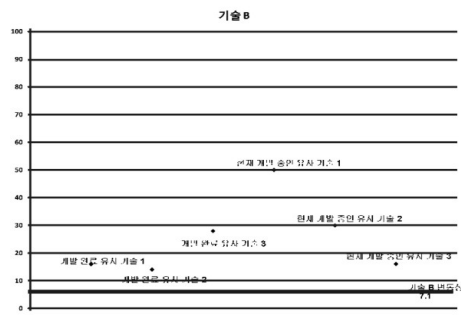 기술 B
100
90
80
70
60
현재 개발 중인 유사 기술 1
50
40
현재 개발 중인 유사 기술 2
30
개발 완료 유사 기술 3
현재 개발 중인 유사 기술 3
개발 완료 유사 기술 1
20
개발 완료 유사 기술 2
10
기술 B 변동성
7.1
0